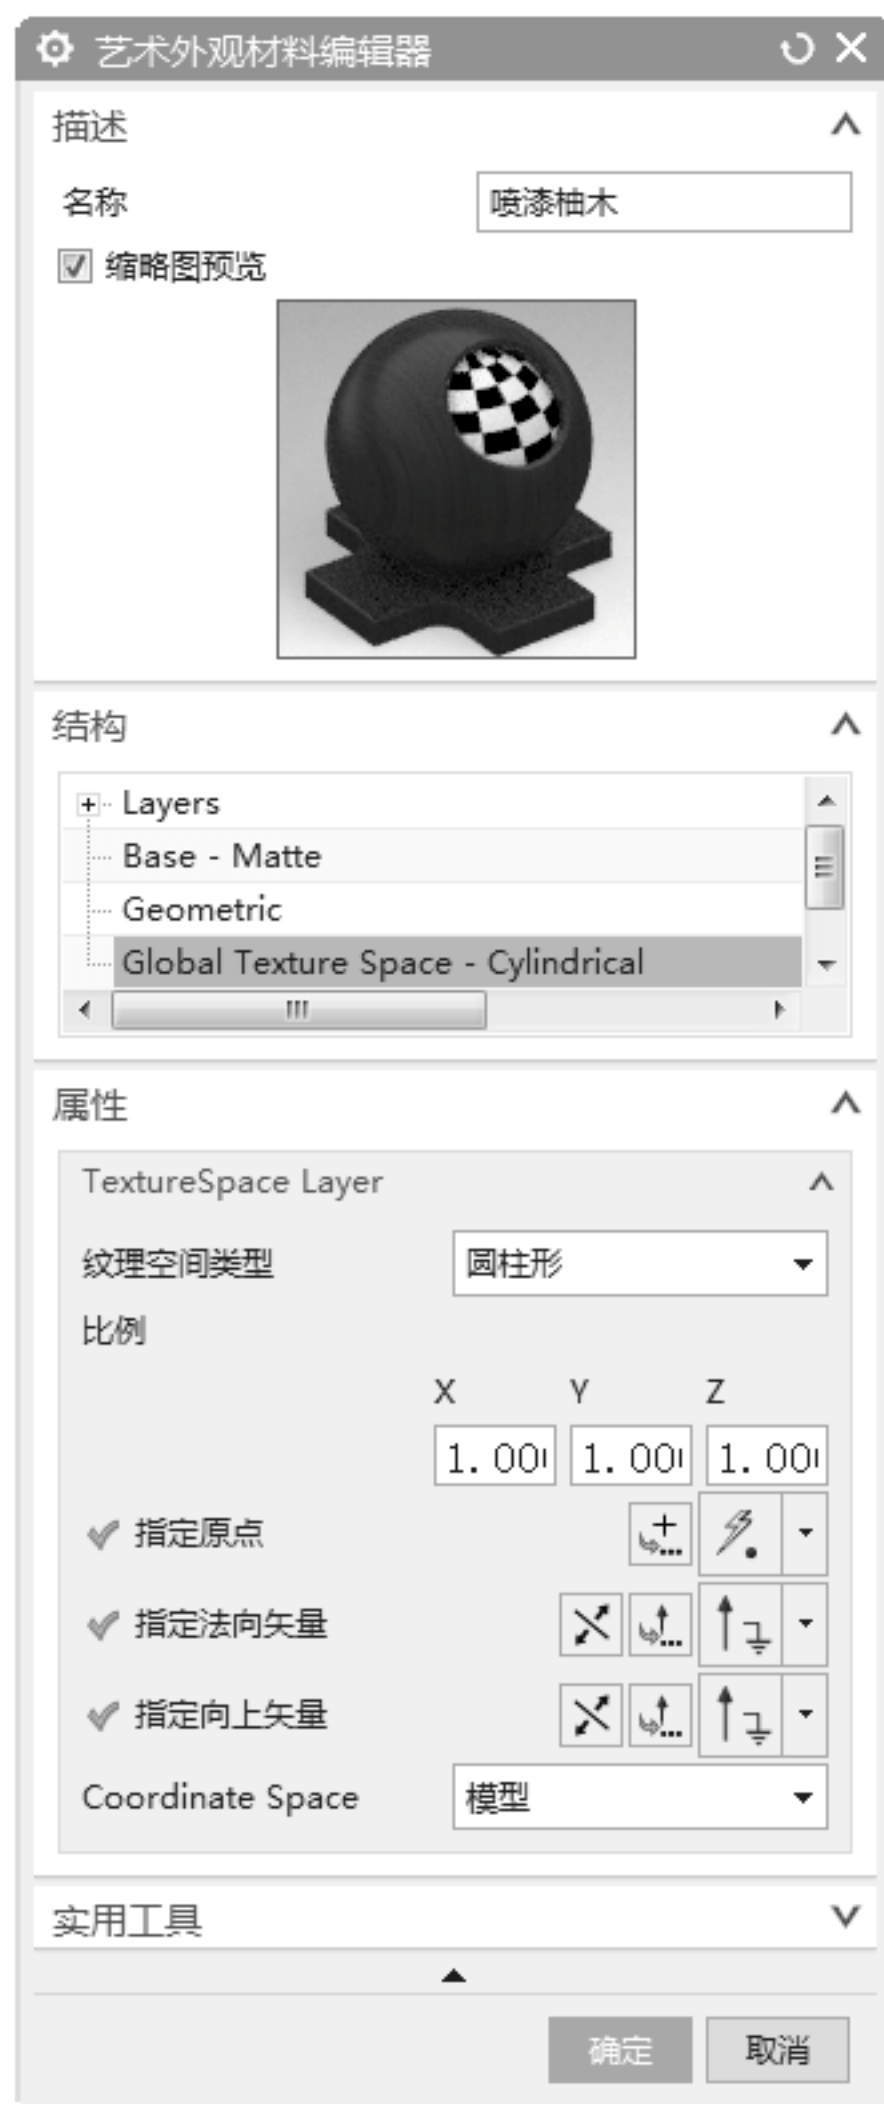 艺术外观材料编辑器
描述
名称 喷漆柚木
缩略图预览
结构
Layers
Base - Matte
Geometric
Global Texture Space - Cylindrical
属性
TextureSpace Layer
纹理空间类型 圆柱形
比例
X Y Z
1.00 1.00 1.00
指定原点
指定法向矢量
指定向上矢量
Coordinate Space 模型
实用工具
确定 取消